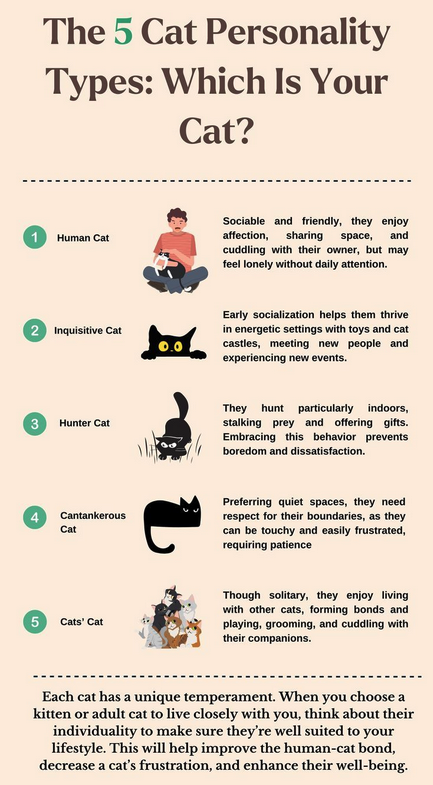 The 5 Cat Personality
Types: Which Is Your
Cat?
1
Human Cat
Sociable and friendly, they enjoy
affection, sharing space, and
cuddling with their owner, but may
feel lonely without daily attention.
2
Inquisitive Cat
Early socialization helps them thrive
in energetic settings with toys and cat
castles, meeting new people and
experiencing new events.
3
Hunter Cat
They hunt particularly indoors,
stalking prey and offering gifts.
Embracing this behavior prevents
boredom and dissatisfaction.
4
Cantankerous
Cat
Preferring quiet spaces, they need
respect for their boundaries, as they
can be touchy and easily frustrated,
requiring patience
5
Cats' Cat
Though solitary, they enjoy living
with other cats, forming bonds and
playing, grooming, and cuddling with
their companions.
Each cat has a unique temperament. When you choose a
kitten or adult cat to live closely with you, think about their
individuality to make sure they're well suited to your
lifestyle. This will help improve the human-cat bond,
decrease a cat's frustration, and enhance their well-being.